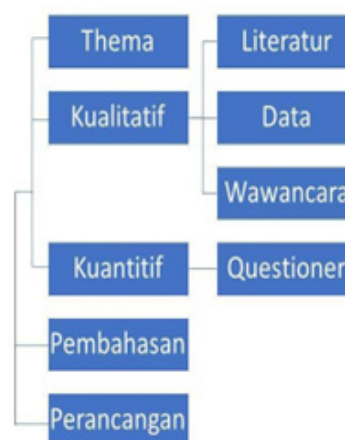 Thema
Literatur
Kualitatif
Data
Wawancara
Kuantitif
Questioner
Pembahasan
Perancangan